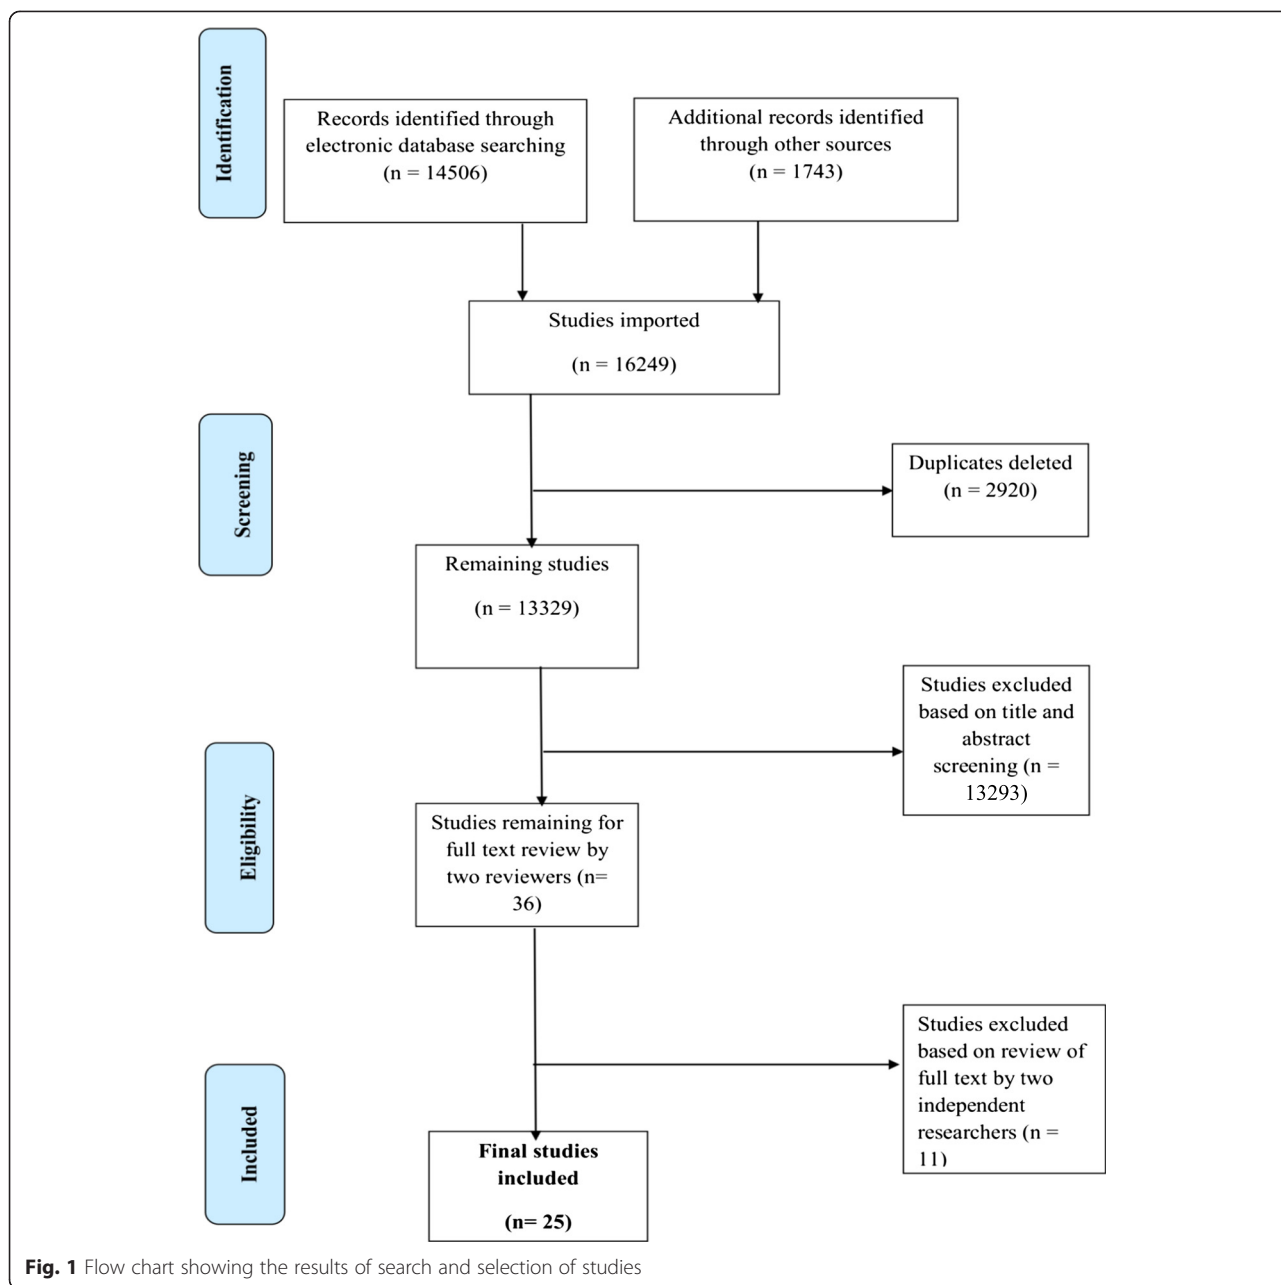 Identification
Records identified through
electronic database searching
(n = 14506)
Additional records identified
through other sources
(n = 1743)
Studies imported
(n = 16249)
Screening
Duplicates deleted
(n = 2920)
Remaining studies
(n = 13329)
Studies excluded
based on title and
abstract
screening (n =
13293)
Eligibility
Studies remaining for
full text review by
two reviewers (n=
36)
Studies excluded
based on review of
full text by two
independent
researchers (n =
11)
Included
Final studies
included
(n= 25)
Fig. 1 Flow chart showing the results of search and selection of studies